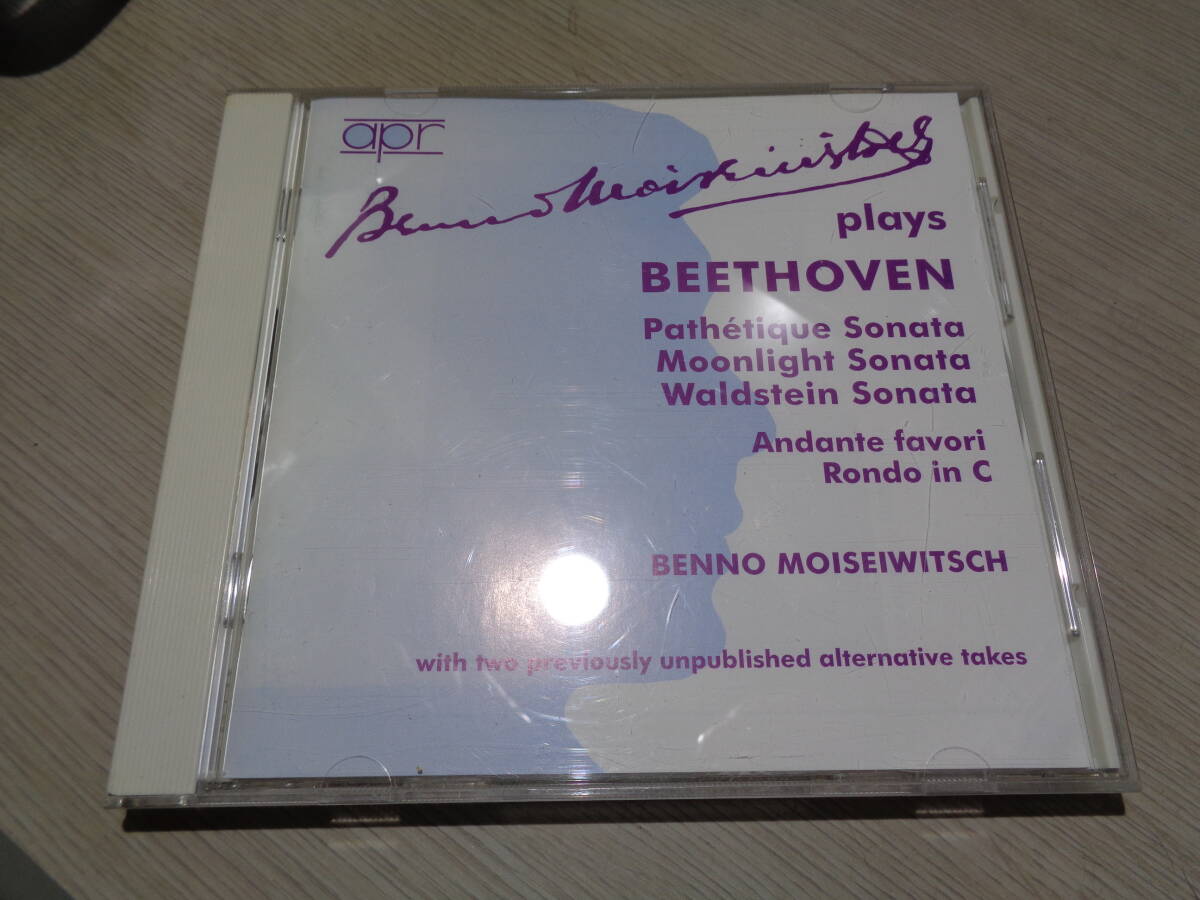 apr
Benno Moiseiwitsch
plays
BEETHOVEN
Pathétique Sonata
Moonlight Sonata
Waldstein Sonata
Andante favori
Rondo in C
BENNO MOISEIWITSCH
with two previously unpublished alternative takes